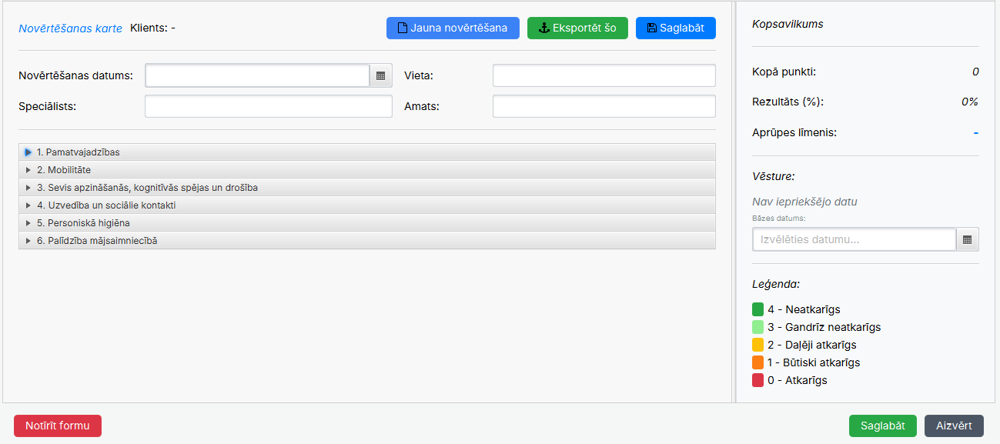 Novērtēšanas karte Klients: - Jauna novērtēšana Eksportēt šo Saglabāt
Novērtēšanas datums: Vieta:
Speciālists: Amats:
1. Pamatvajadzības
2. Mobilitāte
3. Sevis apzināšanās, kognitīvās spējas un drošība
4. Uzvedība un sociālie kontakti
5. Personiskā higiēna
6. Palīdzība mājsaimniecībā
Kopsavilkums
Kopā punkti: 0
Rezultāts (%): 0%
Aprūpes līmenis: -
Vēsture:
Nav iepriekšējo datu
Bāzes datums:
Izvēlēties datumu...
Leģenda:
4 - Neatkarīgs
3 - Gandrīz neatkarīgs
2 - Daļēji atkarīgs
1 - Būtiski atkarīgs
0 - Atkarīgs
Notīrīt formu Saglabāt Aizvērt